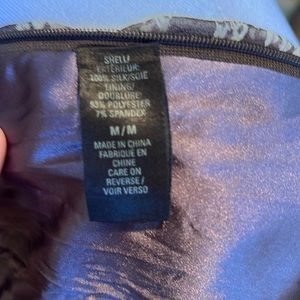 SHELL/
EXTÉRIEUR:
100% SILK/SOIE
LINING/
DOUBLURE:
93% POLYESTER
7% SPANDEX
M/M
MADE IN CHINA
FABRIQUÉ EN
CHINE
CARE ON
REVERSE/
VOIR VERSO